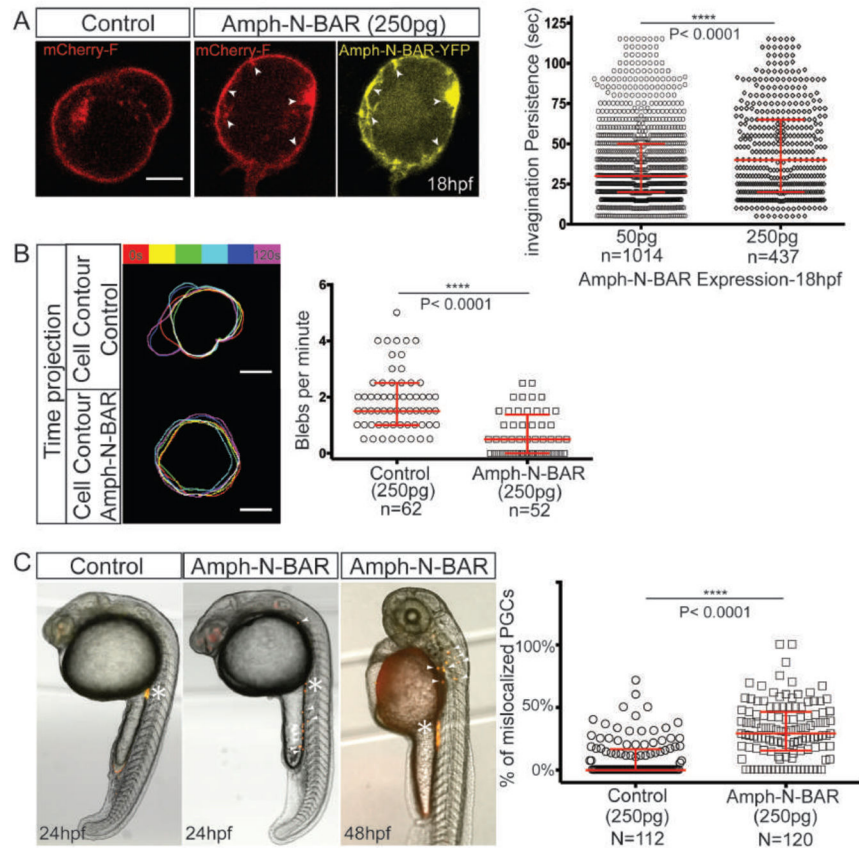 A
Control
Amph-N-BAR (250pg)
mCherry-F
mCherry-F
Amph-N-BAR-YFP
18hpf
invagination Persistence (sec)
125
100
75
50
25
0
****
P< 0.0001
50pg
n=1014
250pg
n=437
Amph-N-BAR Expression-18hpf
B
Time projection
Cell Contour
Control
Cell Contour
Amph-N-BAR
0s
120s
Blebs per minute
6
4
2
0
****
P< 0.0001
Control
(250pg)
n=62
Amph-N-BAR
(250pg)
n=52
C
Control
Amph-N-BAR
Amph-N-BAR
*
*
*
24hpf
24hpf
48hpf
% of mislocalized PGCs
100%
50%
0%
****
P< 0.0001
Control
(250pg)
N=112
Amph-N-BAR
(250pg)
N=120